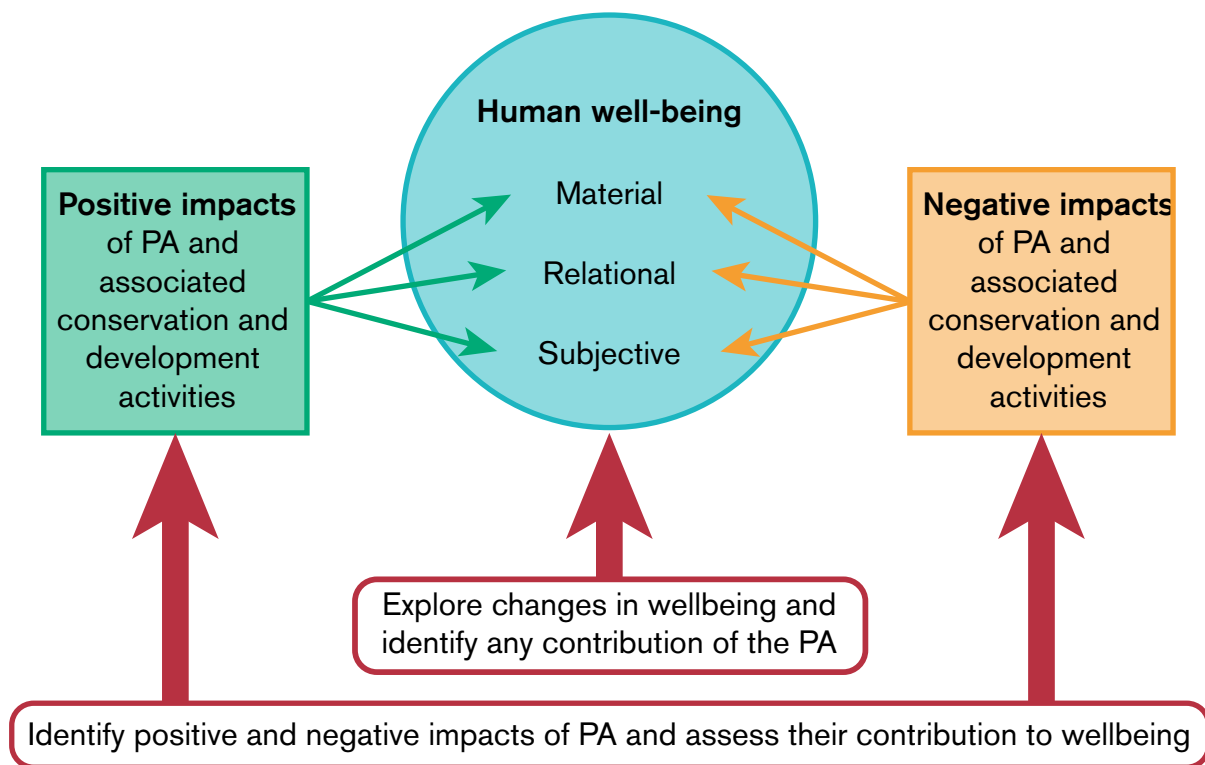 Human well-being
Material
Relational
Subjective
Positive impacts
of PA and
associated
conservation and
development
activities
Negative impacts
of PA and
associated
conservation and
development
activities
Explore changes in wellbeing and
identify any contribution of the PA
Identify positive and negative impacts of PA and assess their contribution to wellbeing